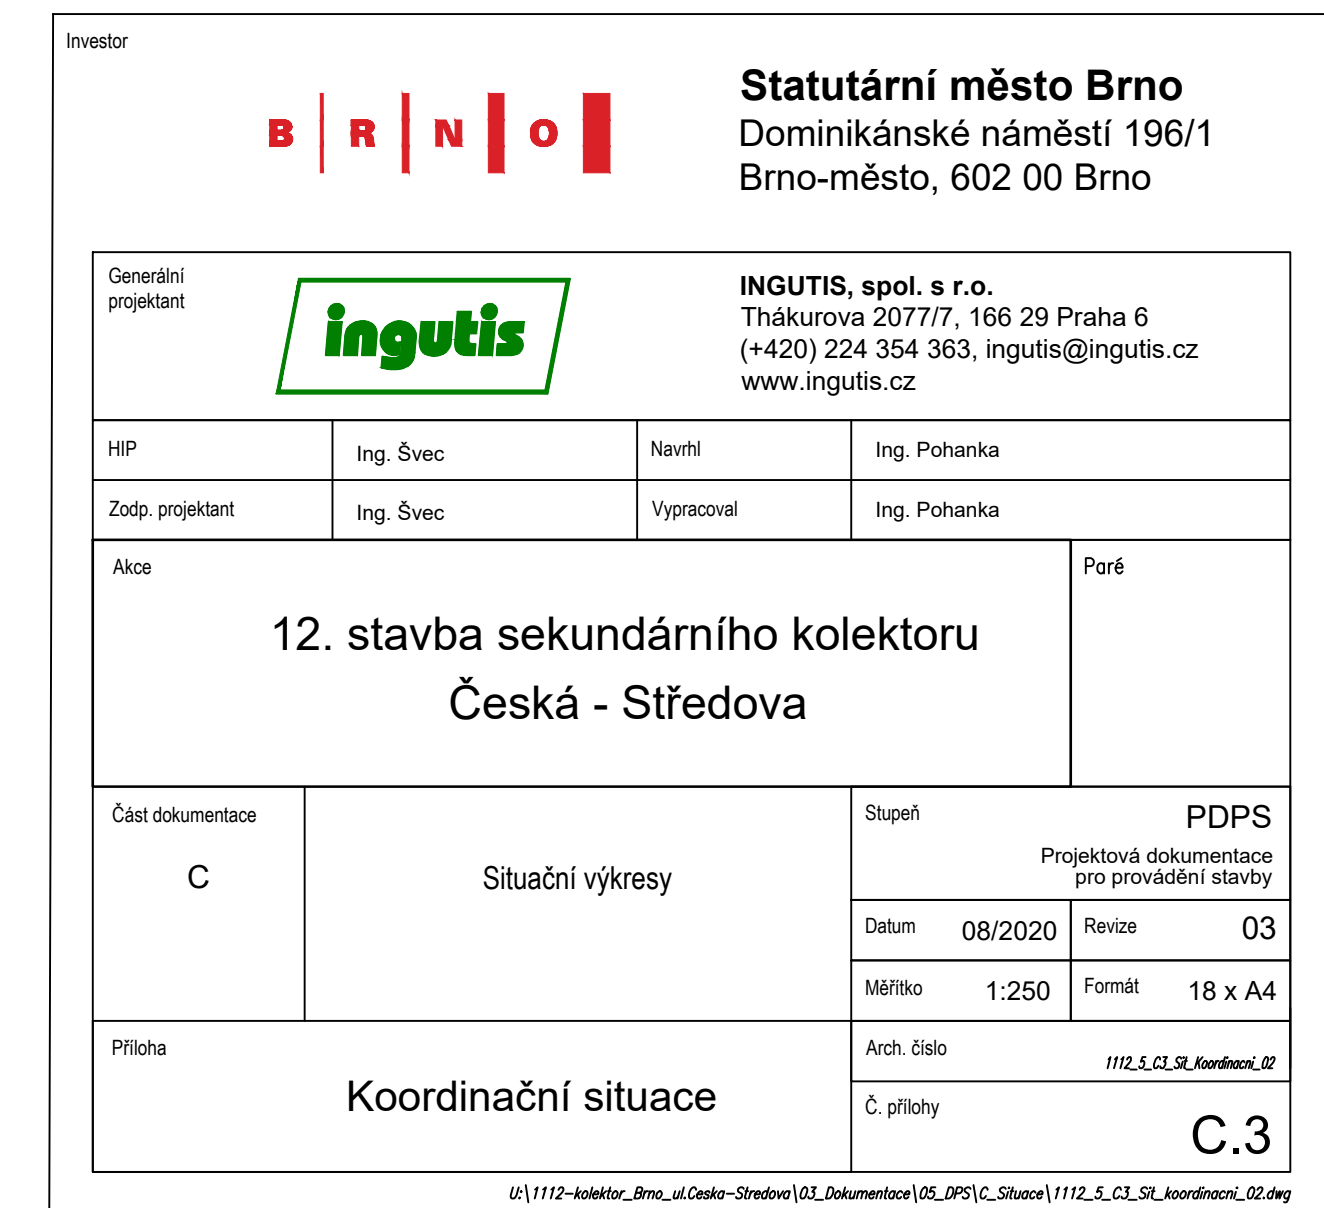 Investor
B R N O
Statutární město Brno
Dominikánské náměstí 196/1
Brno-město, 602 00 Brno
Generální
projektant
ingutis
INGUTIS, spol. s r.o.
Thákurova 2077/7, 166 29 Praha 6
(+420) 224 354 363, ingutis@ingutis.cz
www.ingutis.cz
HIP Ing. Švec Navrhl Ing. Pohanka
Zodp. projektant Ing. Švec Vypracoval Ing. Pohanka
Akce
12. stavba sekundárního kolektoru
Česká - Středova
Paré
Část dokumentace
C
Situační výkresy
Stupeň PDPS
Projektová dokumentace
pro provádění stavby
Datum 08/2020 Revize 03
Měřítko 1:250 Formát 18 x A4
Příloha
Koordinační situace
Arch. číslo 1112_5_C3_Sit_Koordinacni_02
Č. přílohy
C.3
U:\1112-kolektor_Brno_ul.Ceska-Stredova\03_Dokumentace\05_DPS\C_Situace\1112_5_C3_Sit_koordinacni_02.dwg